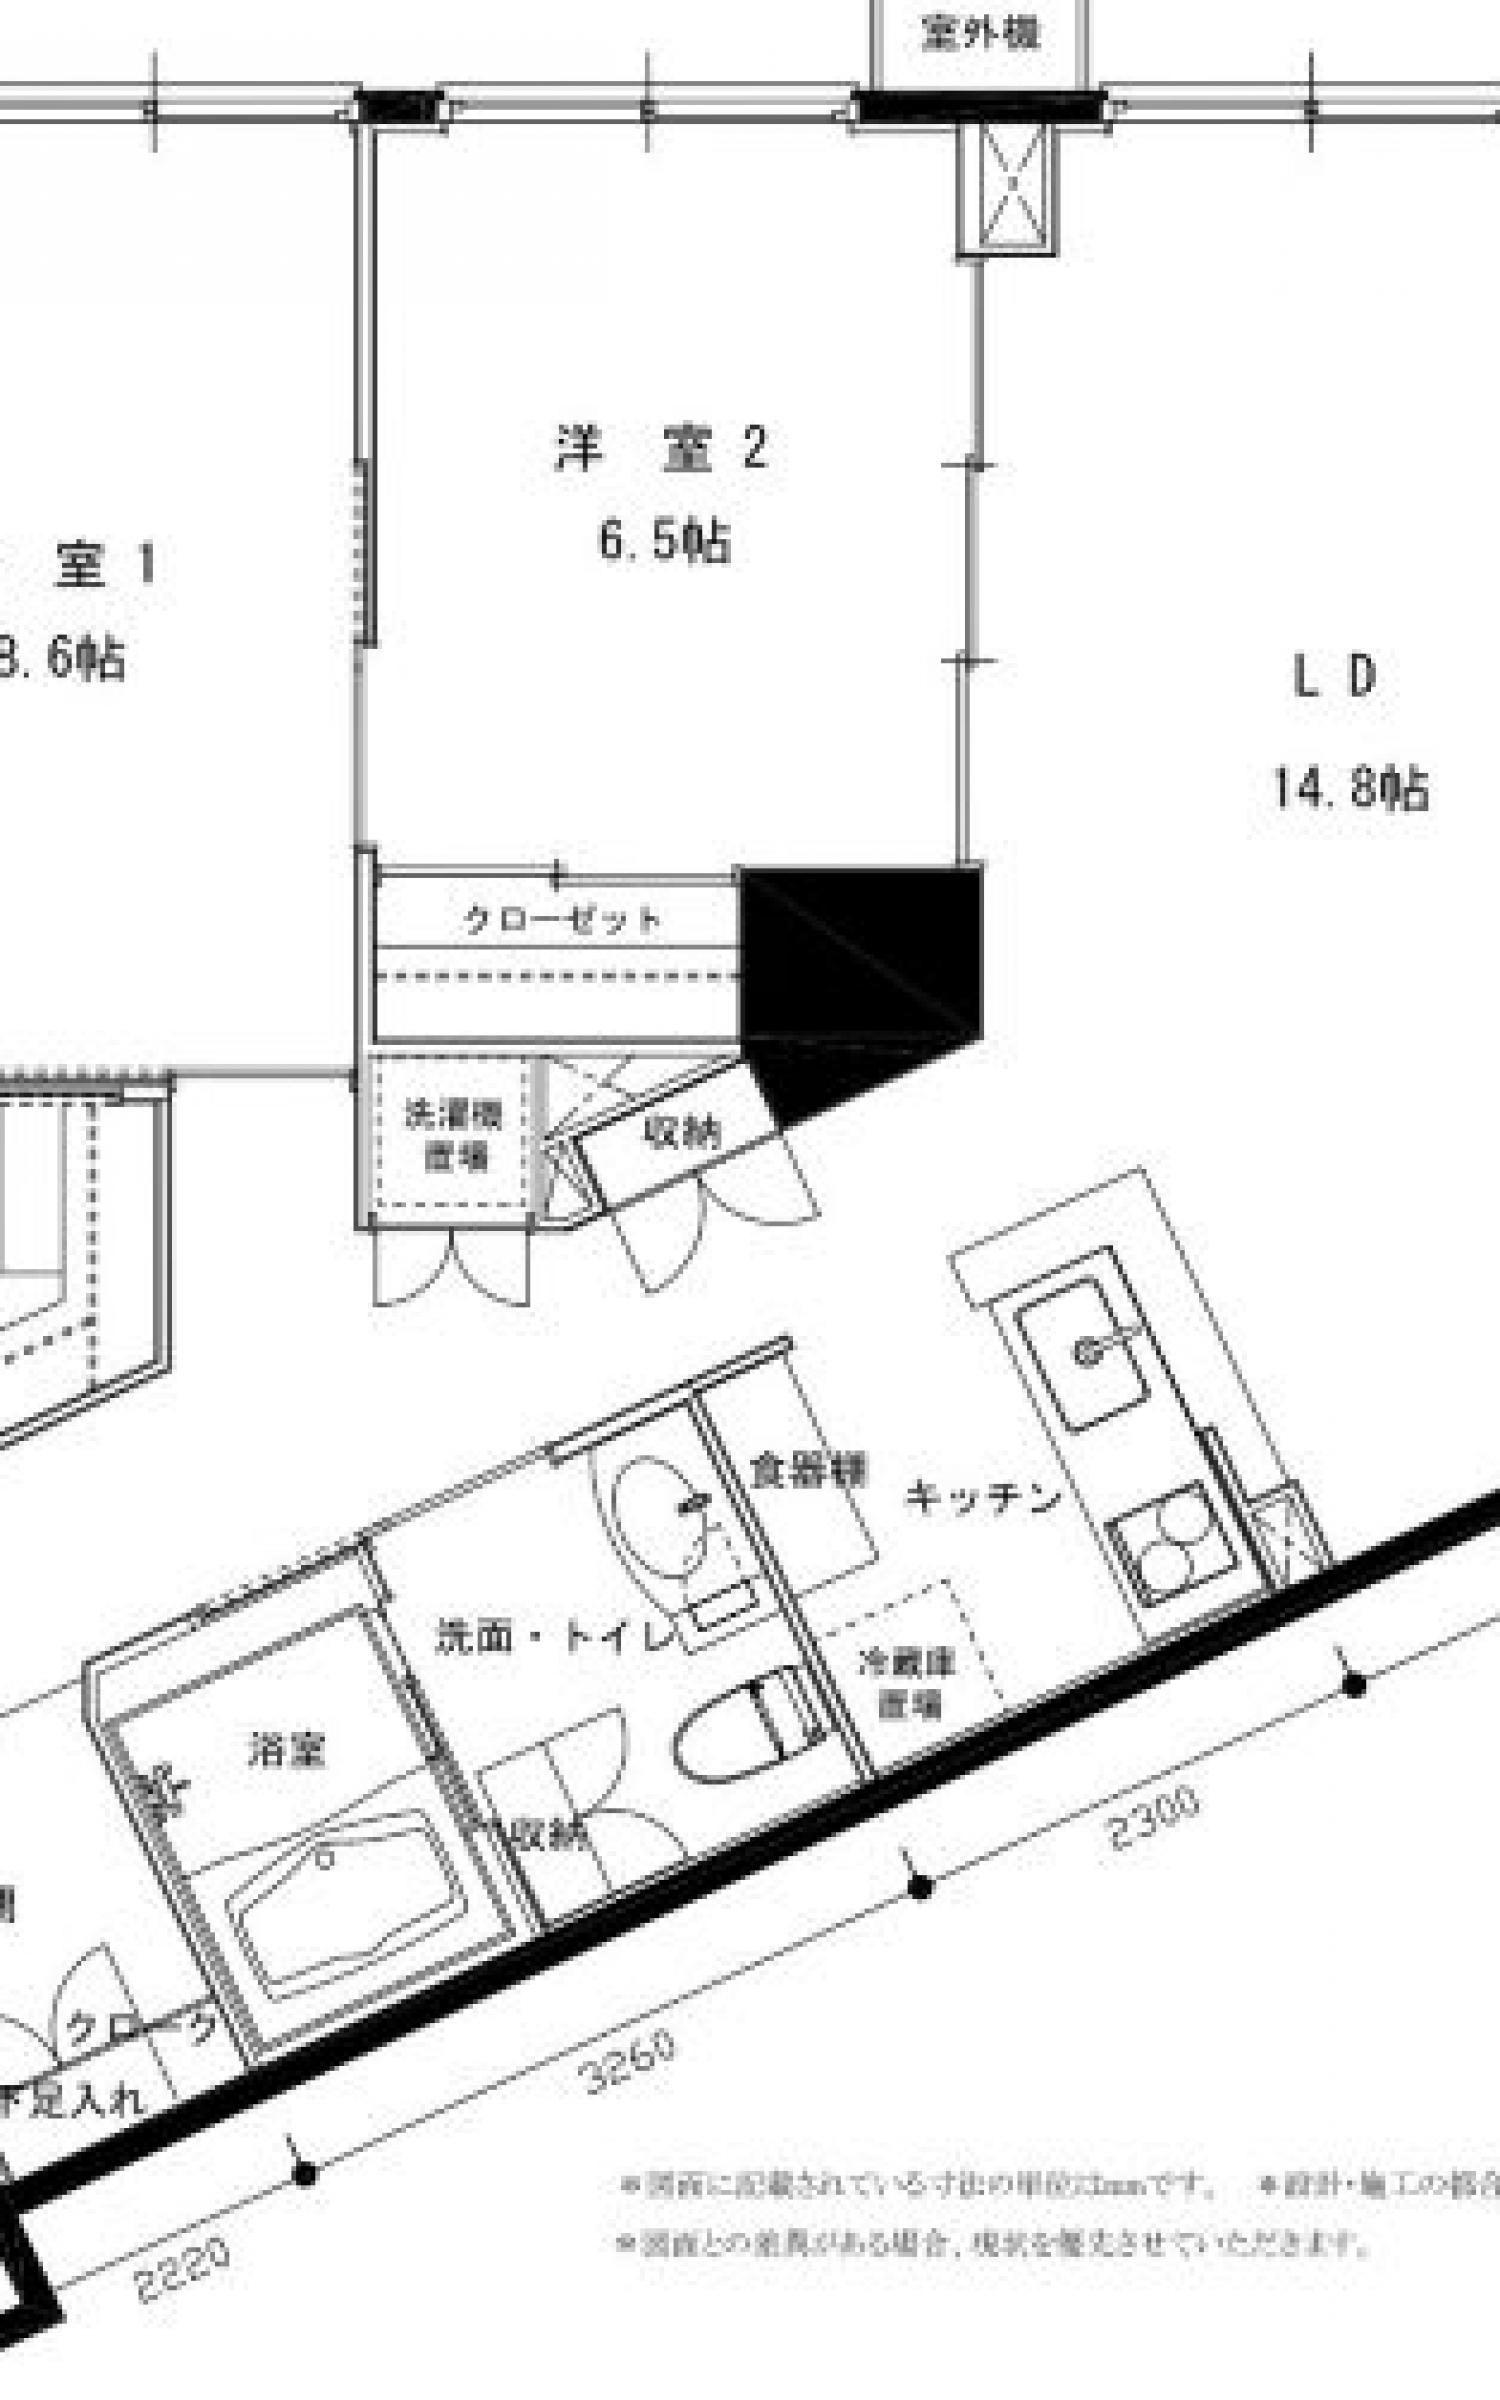 室外機
洋 室 2
6.5帖
室 1
8.6帖
L D
14.8帖
クローゼット
洗濯機
置場
収納
食器棚
キッチン
洗面・トイレ
冷蔵庫
置場
浴室
収納
クローク
下足入れ
2300
3260
2220
*図面に記載されている寸法の単位はmmです。 *設計・施工の都合
*図面との差異がある場合、現状を優先させていただきます。